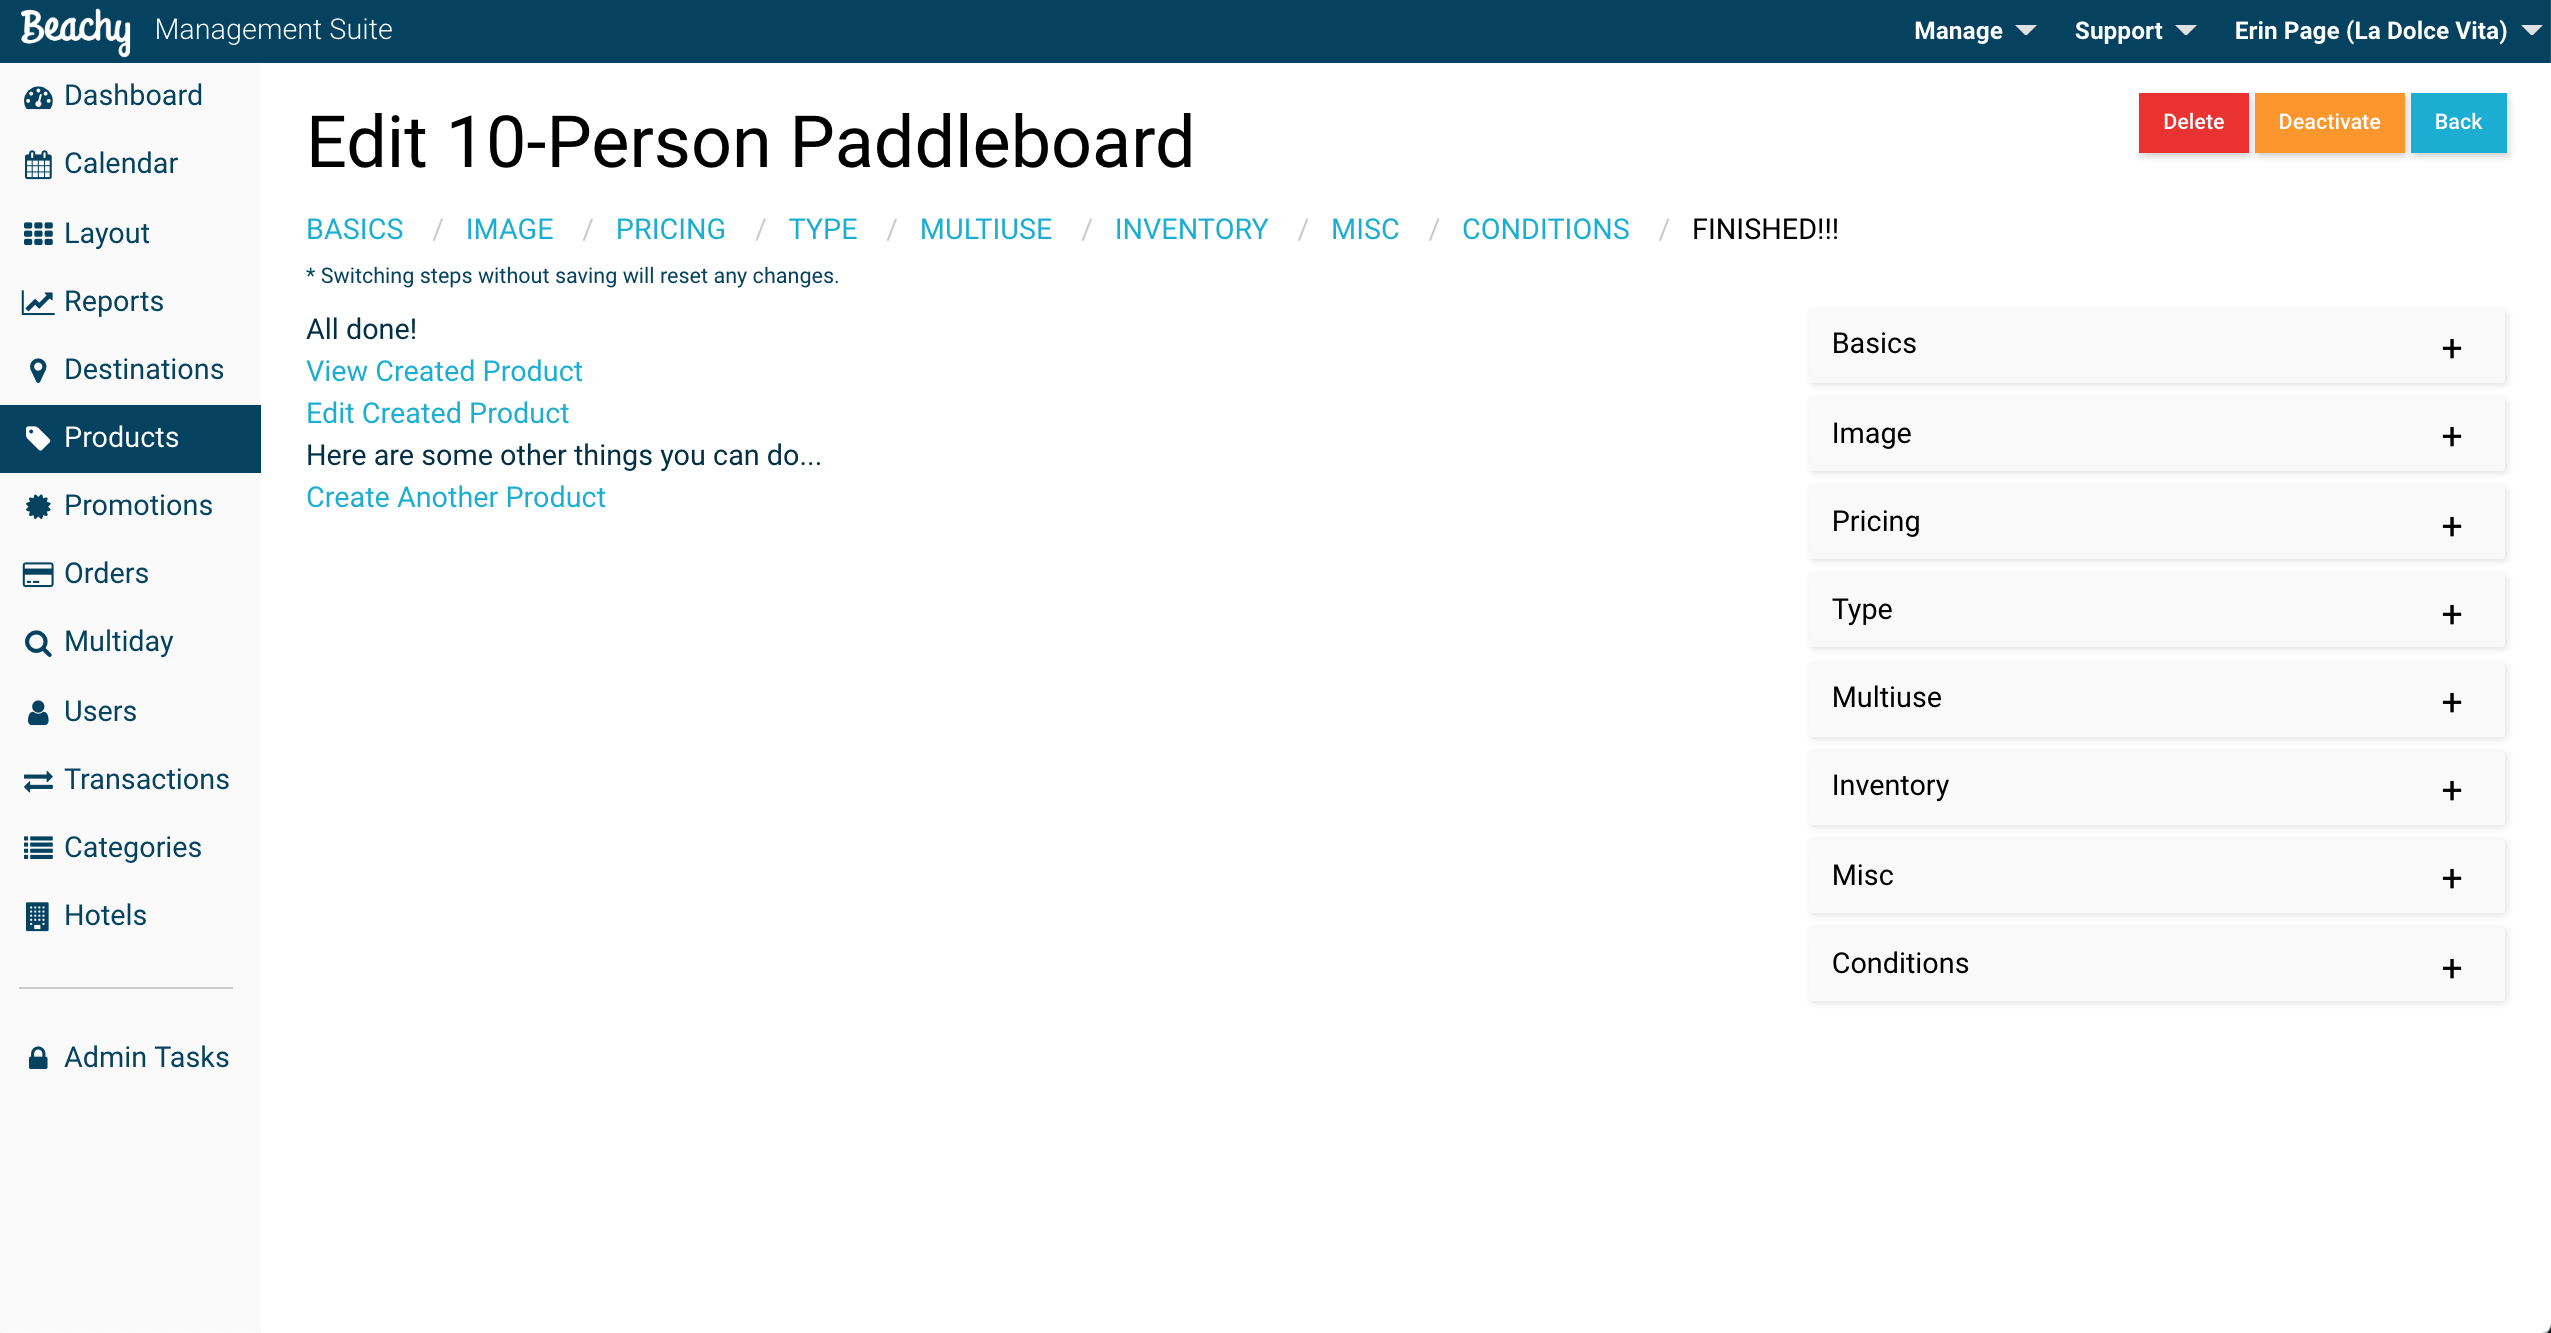 Beachy Management Suite Manage Support Erin Page (La Dolce Vita)
Dashboard
Calendar
Layout
Reports
Destinations
Products
Promotions
Orders
Multiday
Users
Transactions
Categories
Hotels
Admin Tasks
Edit 10-Person Paddleboard
Delete Deactivate Back
BASICS / IMAGE / PRICING / TYPE / MULTIUSE / INVENTORY / MISC / CONDITIONS / FINISHED!!!
* Switching steps without saving will reset any changes.
All done!
View Created Product
Edit Created Product
Here are some other things you can do...
Create Another Product
Basics +
Image +
Pricing +
Type +
Multiuse +
Inventory +
Misc +
Conditions +